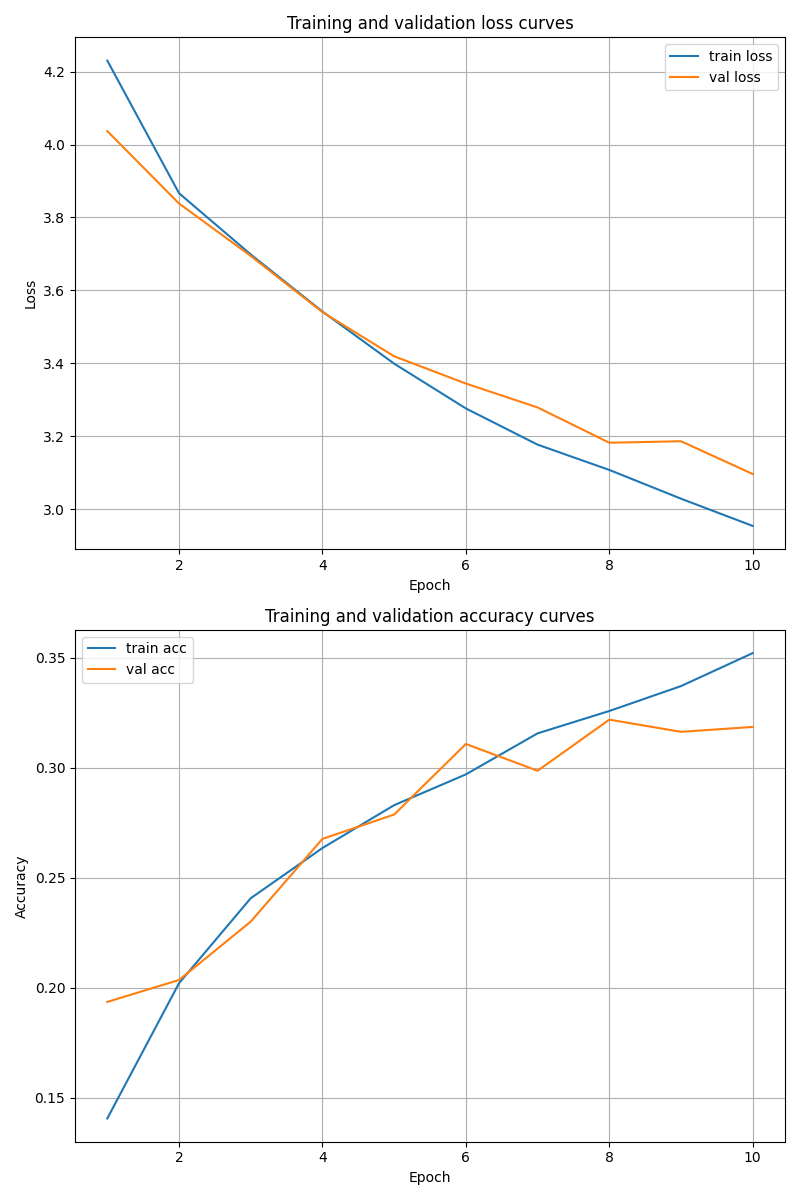 Training and validation loss curves
train loss
val loss
4.2
4.0
3.8
3.6
3.4
3.2
3.0
Loss
2 4 6 8 10
Epoch
Training and validation accuracy curves
train acc
val acc
0.35
0.30
0.25
0.20
0.15
Accuracy
2 4 6 8 10
Epoch